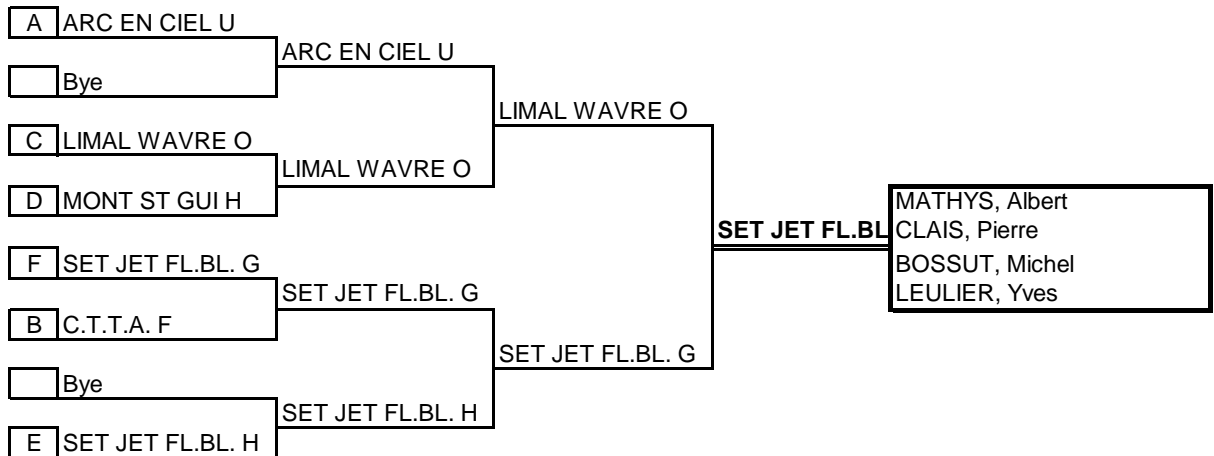 A ARC EN CIEL U
ARC EN CIEL U
Bye
LIMAL WAVRE O
C LIMAL WAVRE O
LIMAL WAVRE O
D MONT ST GUI H
SET JET FL.BL
MATHYS, Albert
CLAIS, Pierre
BOSSUT, Michel
LEULIER, Yves
F SET JET FL.BL. G
SET JET FL.BL. G
B C.T.T.A. F
SET JET FL.BL. G
Bye
SET JET FL.BL. H
E SET JET FL.BL. H